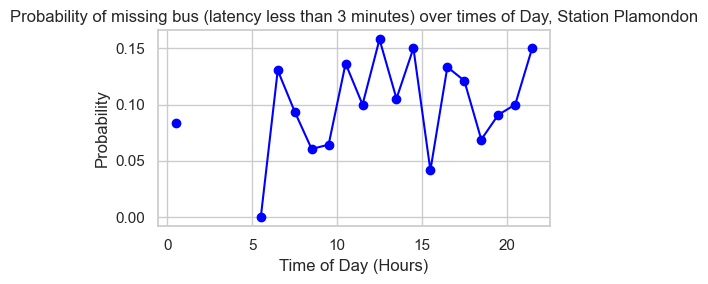 Probability of missing bus (latency less than 3 minutes) over times of Day, Station Plamondon
0.15
0.10
0.05
0.00
Probability
0 5 10 15 20
Time of Day (Hours)